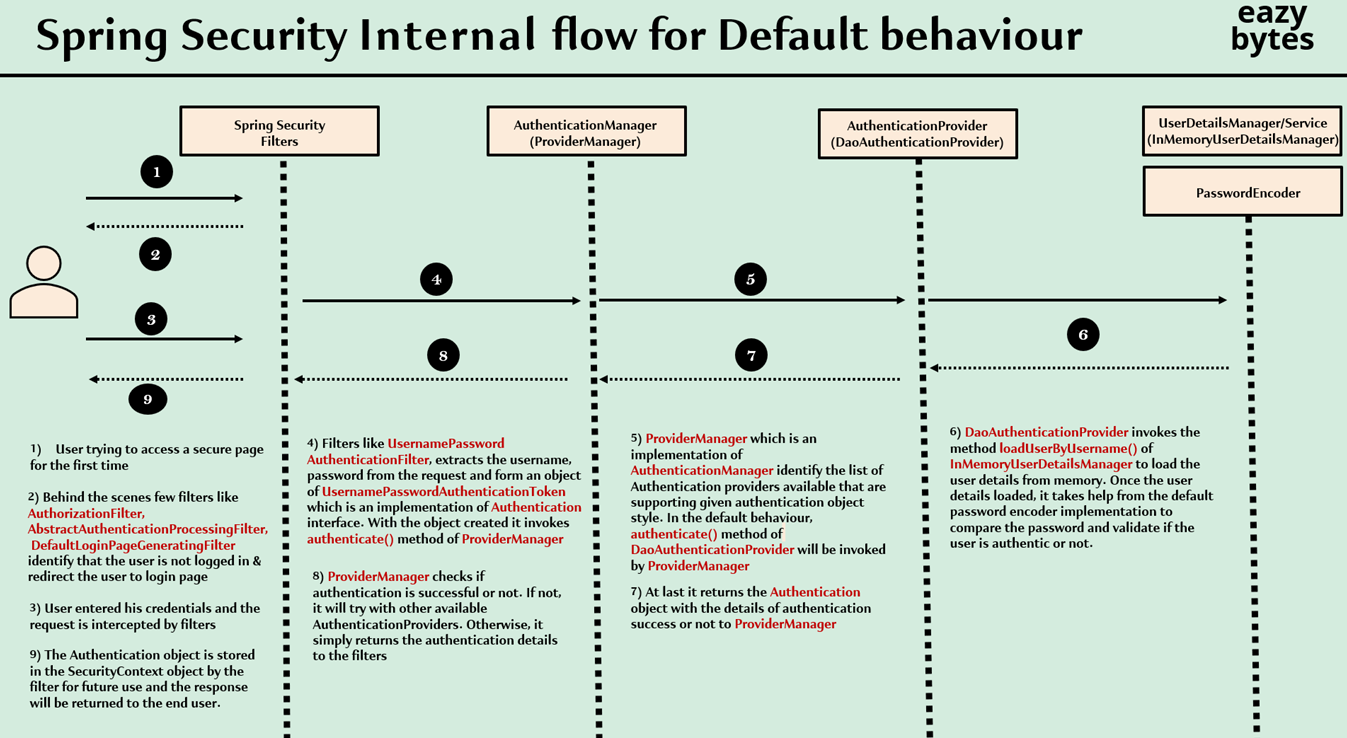 Spring Security Internal flow for Default behaviour
eazy
bytes
Spring Security
Filters
AuthenticationManager
(ProviderManager)
AuthenticationProvider
(DaoAuthenticationProvider)
UserDetailsManager/Service
(InMemoryUserDetailsManager)
PasswordEncoder
1
2
3
9
4
8
5
7
6
1) User trying to access a secure page
for the first time
2) Behind the scenes few filters like
AuthorizationFilter,
AbstractAuthenticationProcessingFilter,
DefaultLoginPageGeneratingFilter
identify that the user is not logged in &
redirect the user to login page
3) User entered his credentials and the
request is intercepted by filters
9) The Authentication object is stored
in the SecurityContext object by the
filter for future use and the response
will be returned to the end user.
4) Filters like UsernamePassword
AuthenticationFilter, extracts the username,
password from the request and form an object
of UsernamePasswordAuthenticationToken
which is an implementation of Authentication
interface. With the object created it invokes
authenticate() method of ProviderManager
8) ProviderManager checks if
authentication is successful or not. If not,
it will try with other available
AuthenticationProviders. Otherwise, it
simply returns the authentication details
to the filters
5) ProviderManager which is an
implementation of
AuthenticationManager identify the list of
Authentication providers available that are
supporting given authentication object
style. In the default behaviour,
authenticate() method of
DaoAuthenticationProvider will be invoked
by ProviderManager
7) At last it returns the Authentication
object with the details of authentication
success or not to ProviderManager
6) DaoAuthenticationProvider invokes the
method loadUserByUsername() of
InMemoryUserDetailsManager to load the
user details from memory. Once the user
details loaded, it takes help from the default
password encoder implementation to
compare the password and validate if the
user is authentic or not.